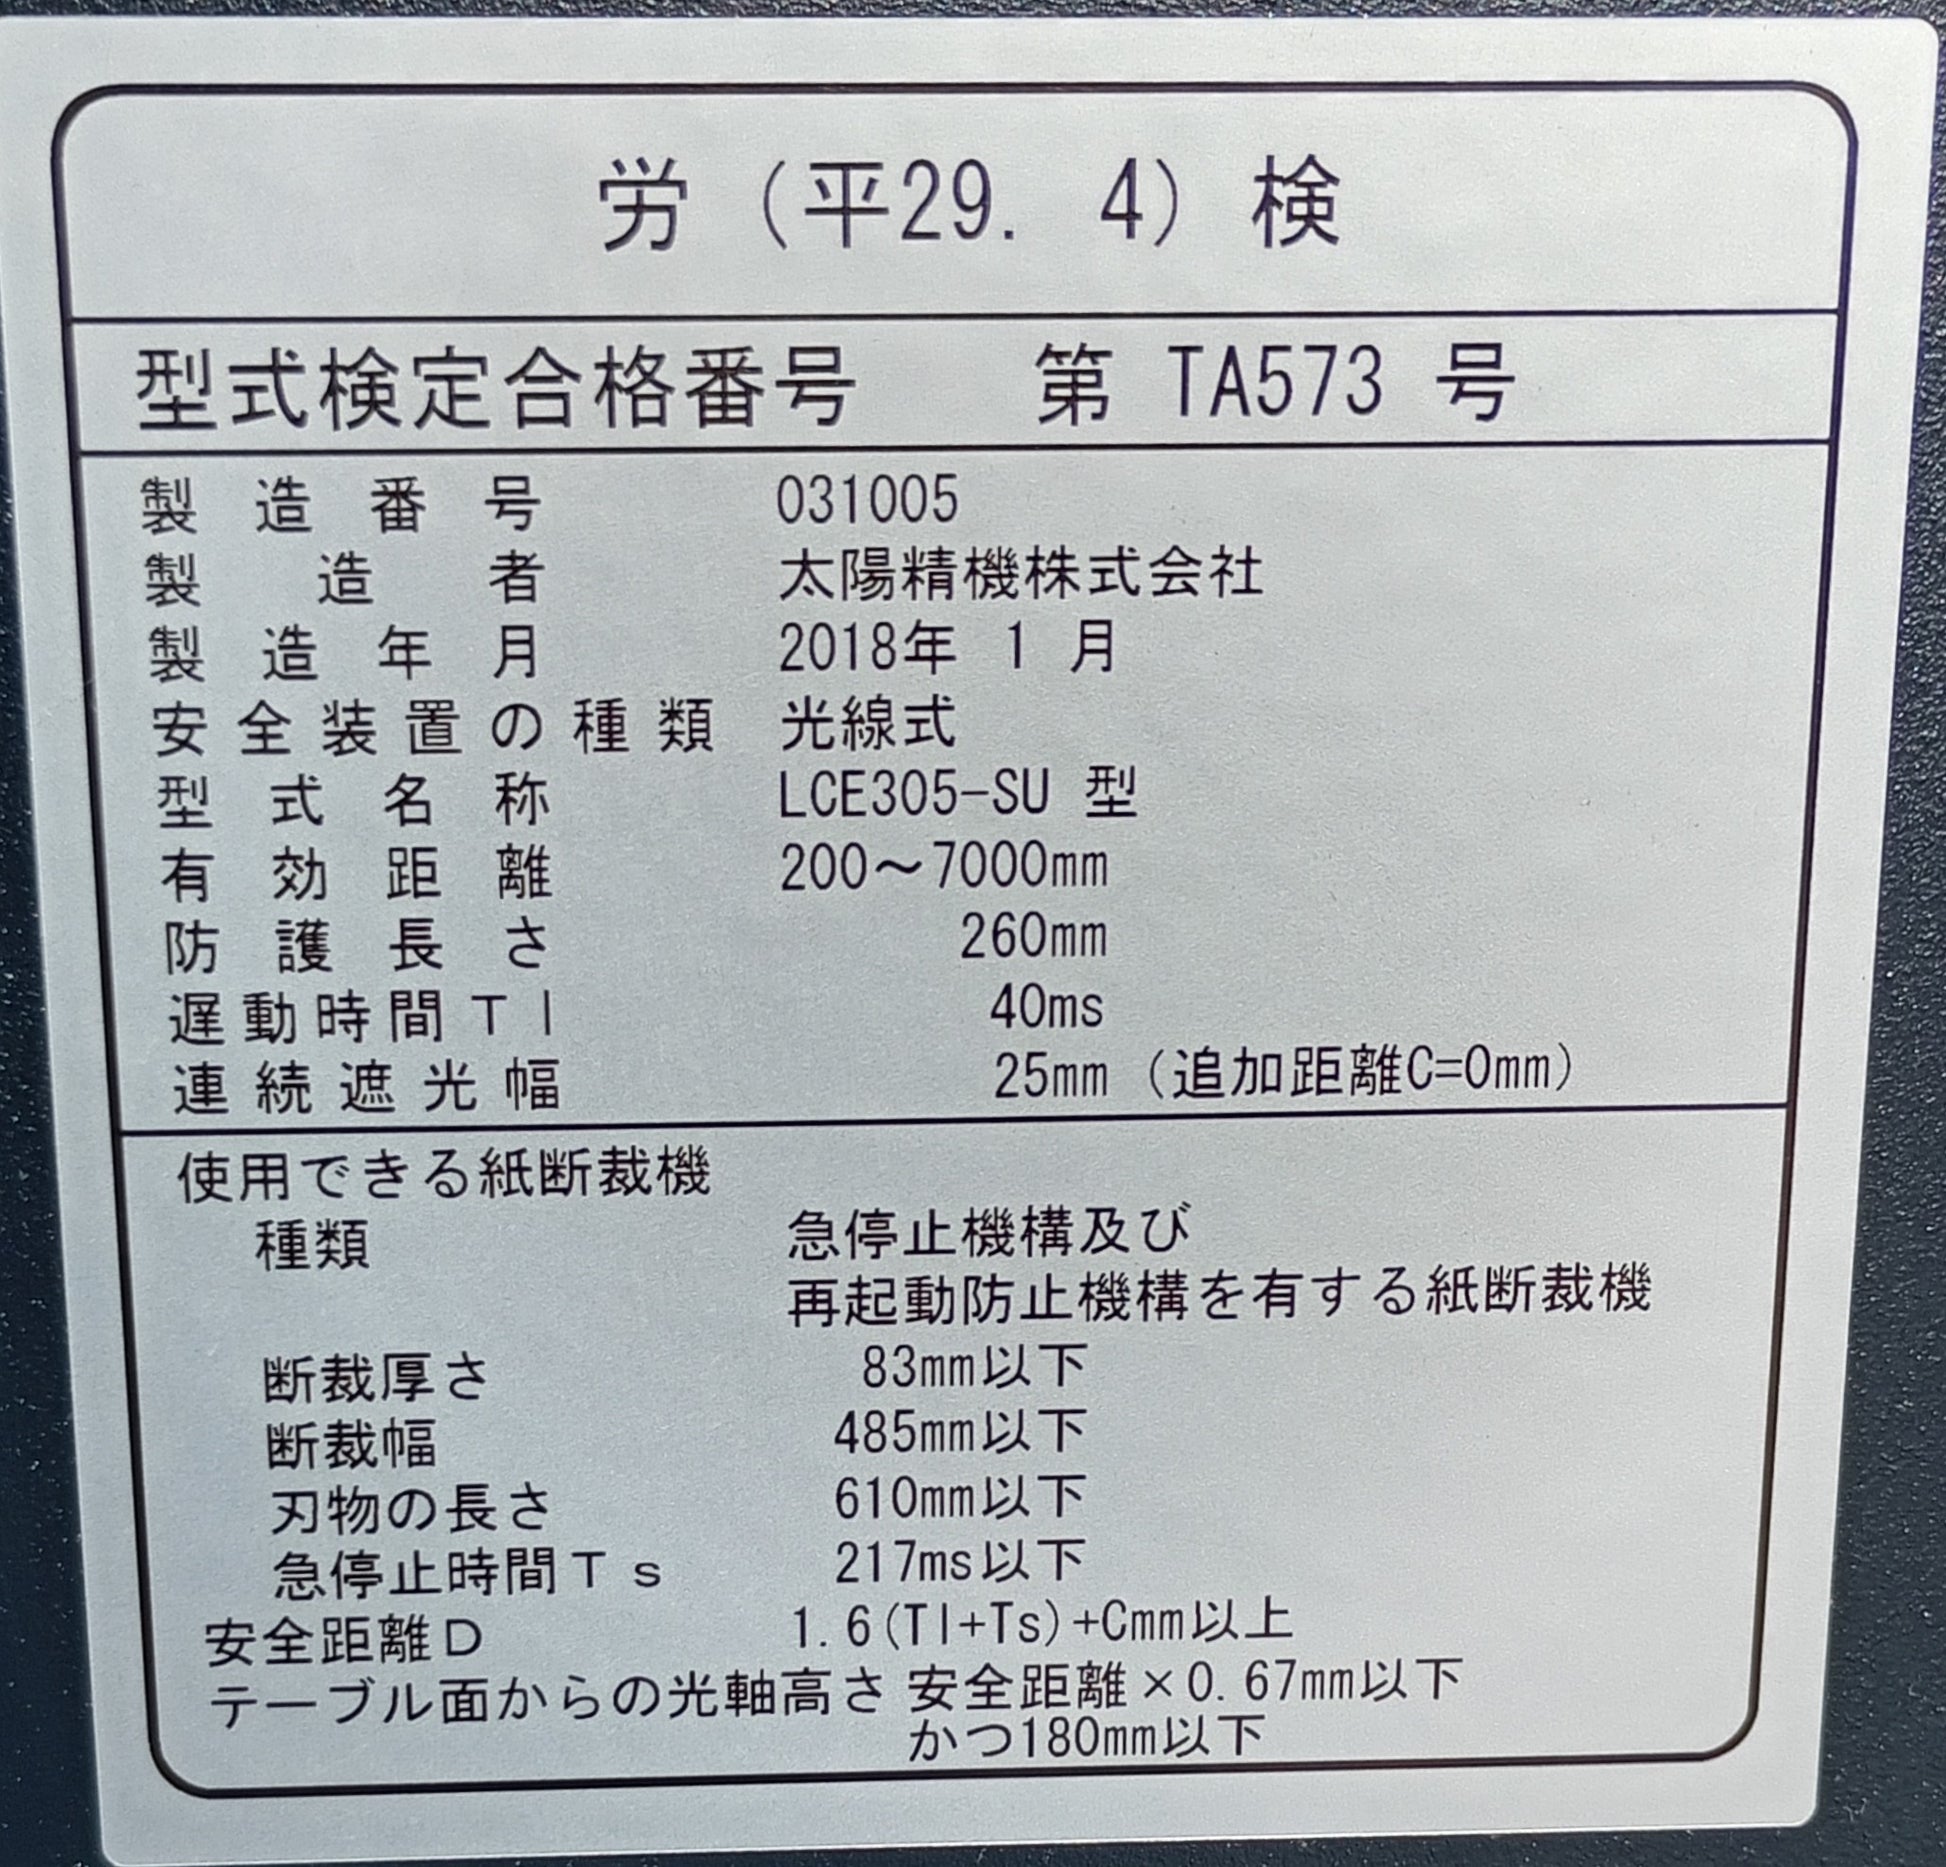 労（平29. 4）検
型式検定合格番号 第 TA573 号
製造番号 031005
製造者 太陽精機株式会社
製造年月 2018年 1 月
安全装置の種類 光線式
型式名称 LCE305-SU 型
有効距離 200～7000mm
防護長さ 260mm
遅動時間Tl 40ms
連続遮光幅 25mm（追加距離C=0mm）
使用できる紙断裁機
種類 急停止機構及び
再起動防止機構を有する紙断裁機
断裁厚さ 83mm以下
断裁幅 485mm以下
刃物の長さ 610mm以下
急停止時間Ts 217ms以下
安全距離D 1.6(Tl+Ts)+Cmm以上
テーブル面からの光軸高さ 安全距離×0.67mm以下
かつ180mm以下